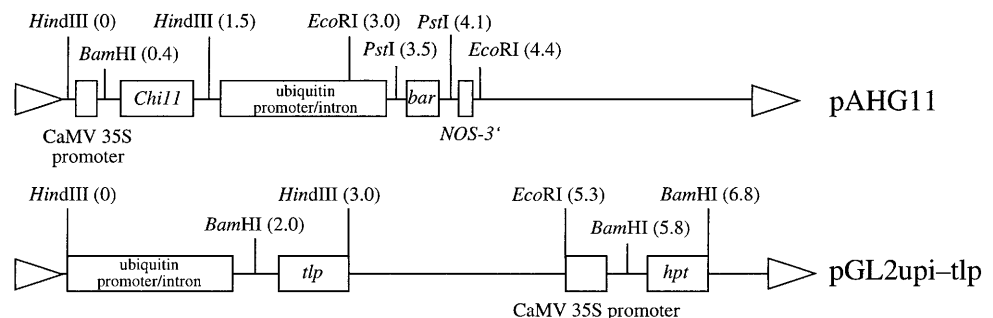 HindIII (0) HindIII (1.5) EcoRI (3.0) PstI (4.1)
BamHI (0.4) PstI (3.5) EcoRI (4.4)
Chi11 ubiquitin promoter/intron bar pAHG11
CaMV 35S promoter NOS-3‘
HindIII (0) HindIII (3.0) EcoRI (5.3) BamHI (6.8)
BamHI (2.0) BamHI (5.8)
ubiquitin promoter/intron tlp hpt pGL2upi–tlp
CaMV 35S promoter